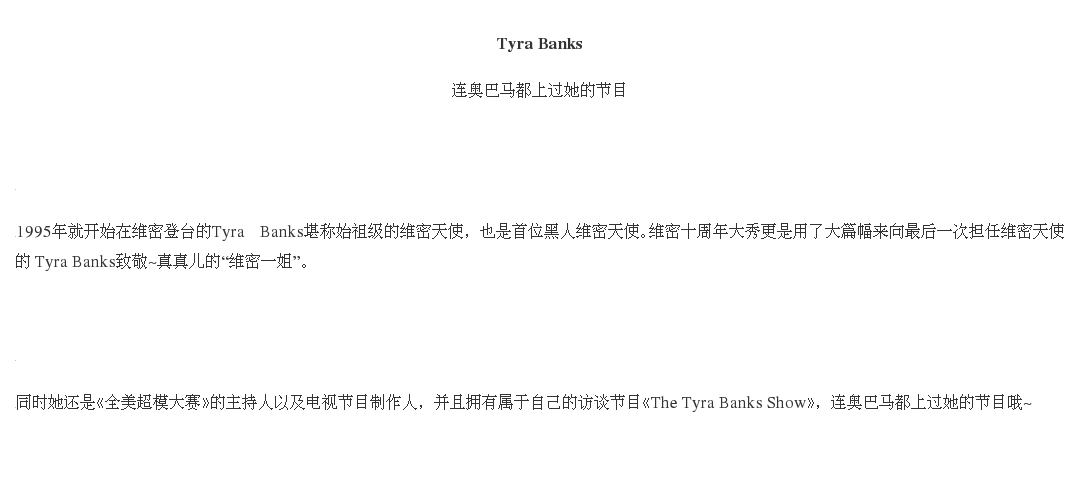 Tyra Banks
连奥巴马都上过她的节目
1995年就开始在维密登台的Tyra Banks堪称始祖级的维密天使，也是首位黑人维密天使。维密十周年大秀更是用了大篇幅来向最后一次担任维密天使
的 Tyra Banks致敬~真真儿的“维密一姐”。
同时她还是《全美超模大赛》的主持人以及电视节目制作人，并且拥有属于自己的访谈节目《The Tyra Banks Show》，连奥巴马都上过她的节目哦~